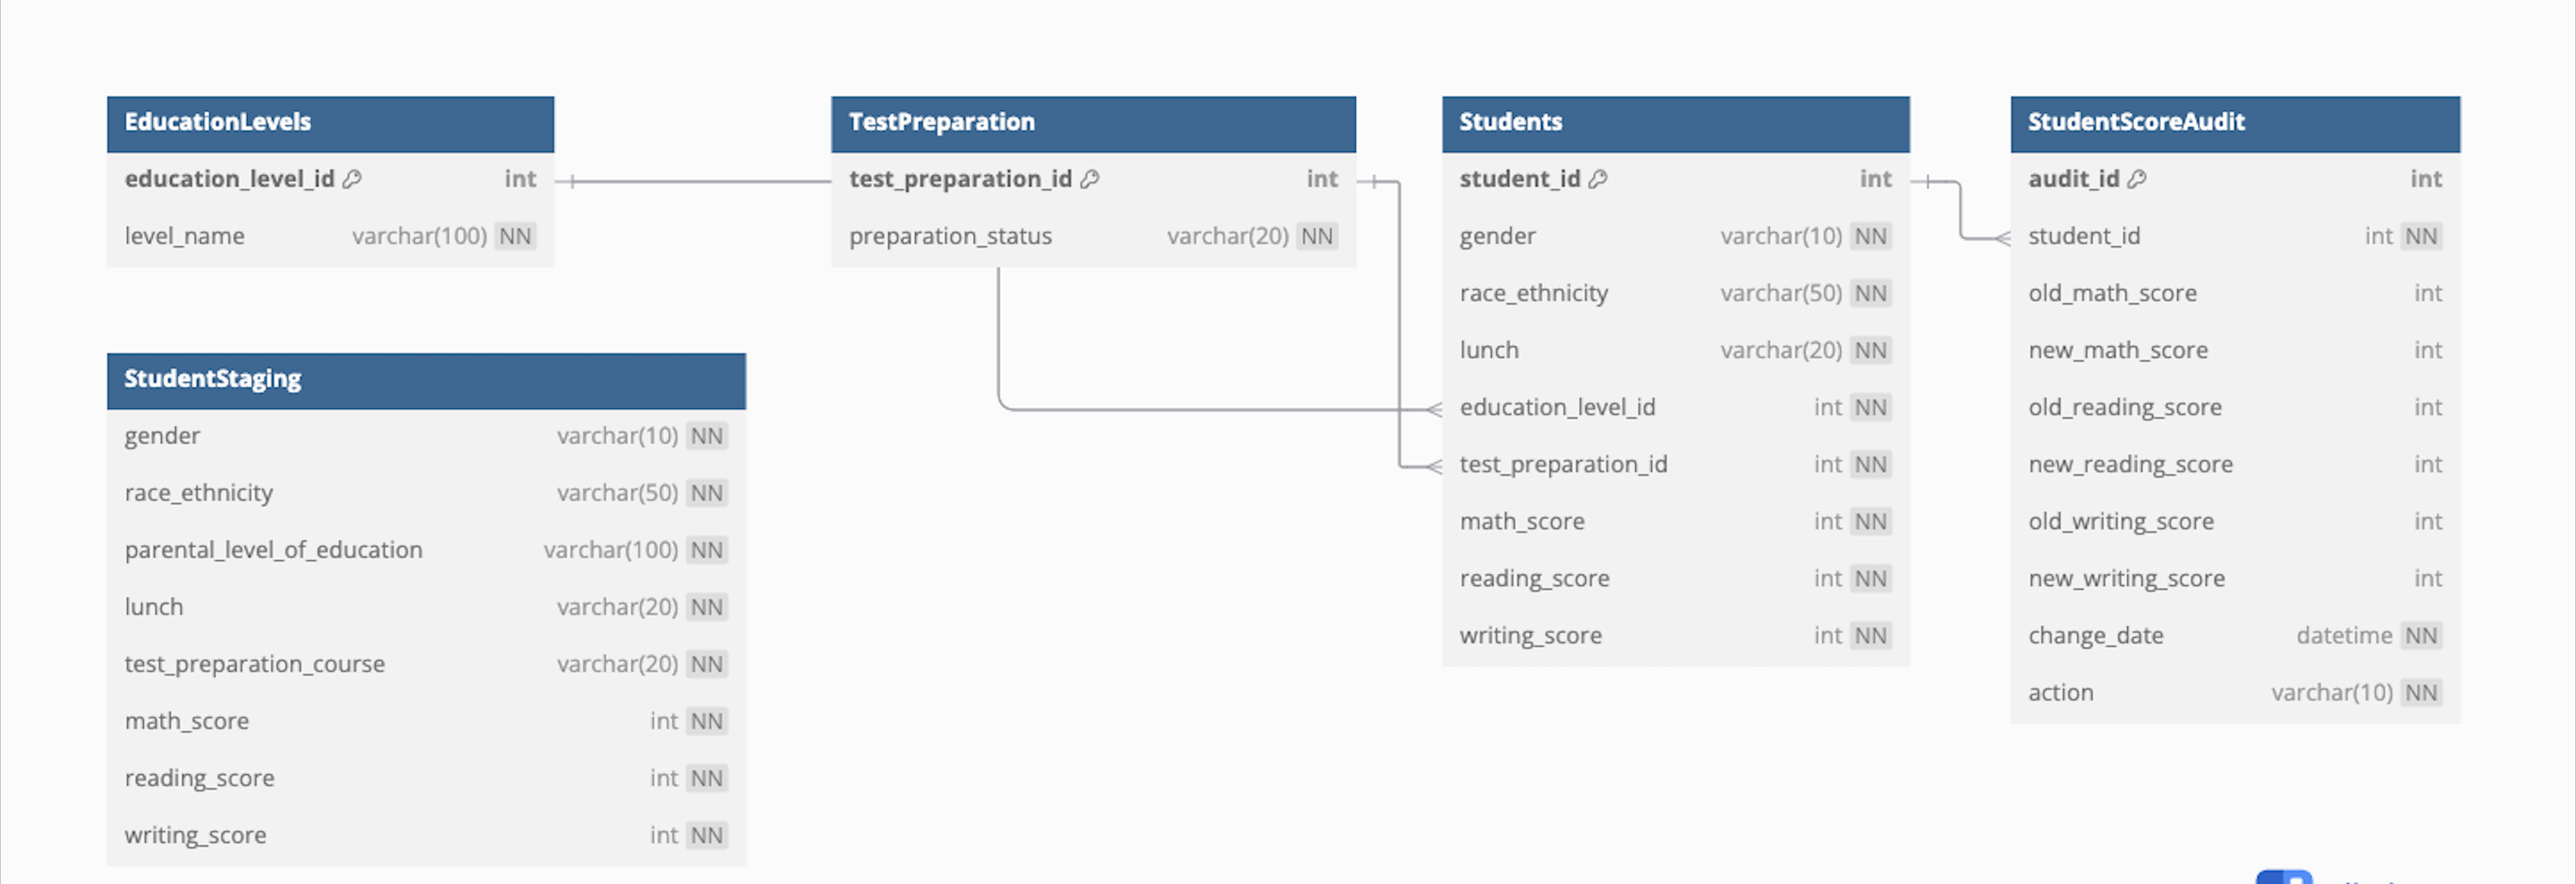 EducationLevels
education_level_id int
level_name varchar(100) NN
TestPreparation
test_preparation_id int
preparation_status varchar(20) NN
Students
student_id int
gender varchar(10) NN
race_ethnicity varchar(50) NN
lunch varchar(20) NN
education_level_id int NN
test_preparation_id int NN
math_score int NN
reading_score int NN
writing_score int NN
StudentScoreAudit
audit_id int
student_id int NN
old_math_score int
new_math_score int
old_reading_score int
new_reading_score int
old_writing_score int
new_writing_score int
change_date datetime NN
action varchar(10) NN
StudentStaging
gender varchar(10) NN
race_ethnicity varchar(50) NN
parental_level_of_education varchar(100) NN
lunch varchar(20) NN
test_preparation_course varchar(20) NN
math_score int NN
reading_score int NN
writing_score int NN